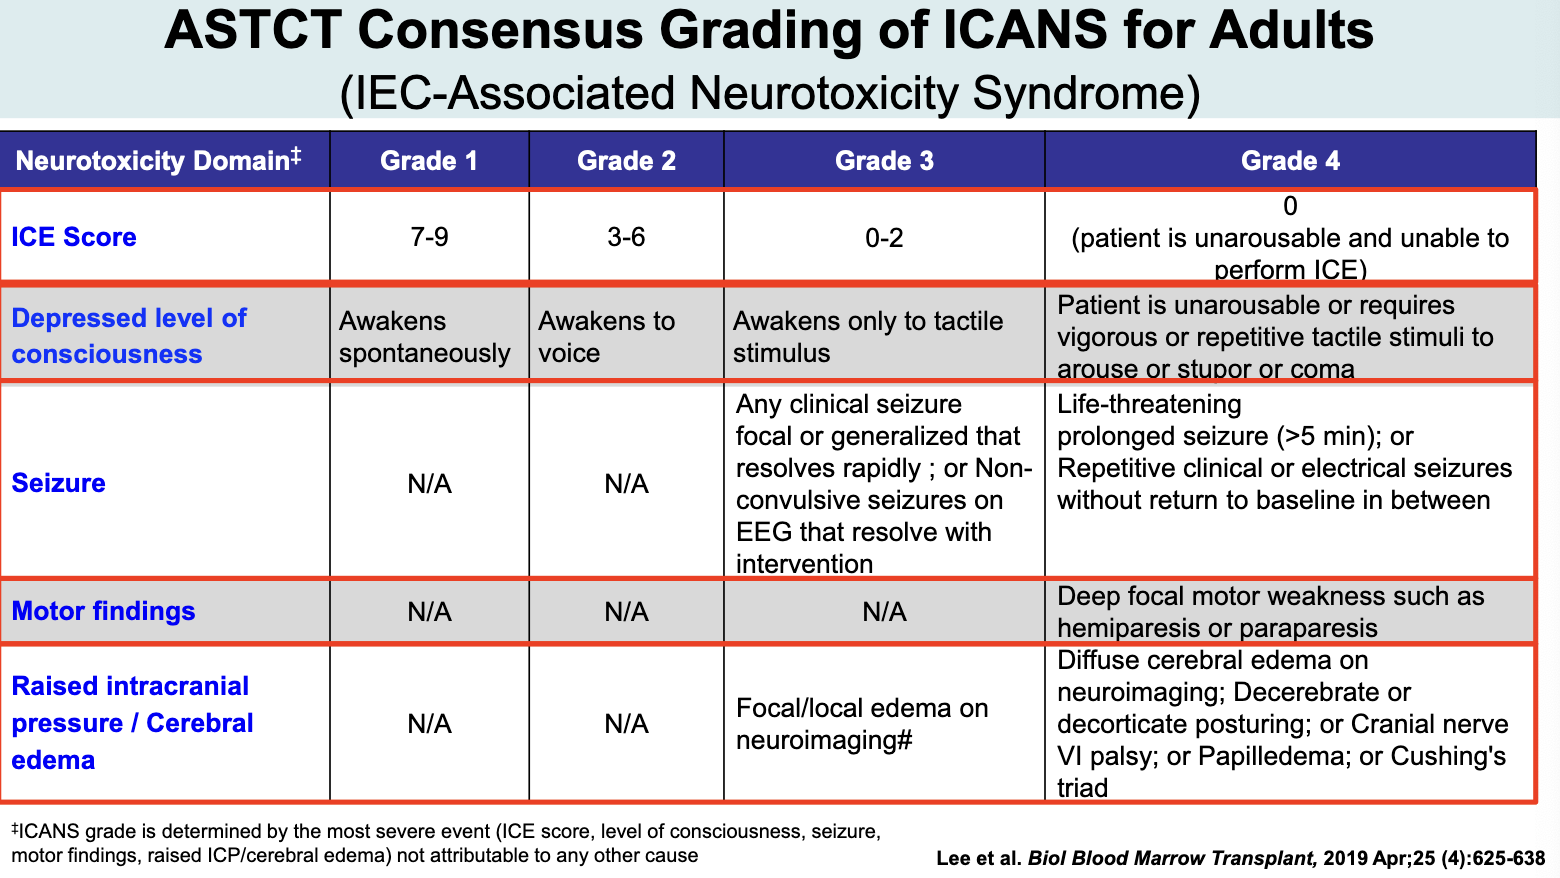 ASTCT Consensus Grading of ICANS for Adults
(IEC-Associated Neurotoxicity Syndrome)
Neurotoxicity Domain‡
Grade 1
Grade 2
Grade 3
Grade 4
ICE Score
7-9
3-6
0-2
0
(patient is unarousable and unable to
perform ICE)
Depressed level of
consciousness
Awakens
spontaneously
Awakens to
voice
Awakens only to tactile
stimulus
Patient is unarousable or requires
vigorous or repetitive tactile stimuli to
arouse or stupor or coma
Seizure
N/A
N/A
Any clinical seizure
focal or generalized that
resolves rapidly ; or Non-
convulsive seizures on
EEG that resolve with
intervention
Life-threatening
prolonged seizure (>5 min); or
Repetitive clinical or electrical seizures
without return to baseline in between
Motor findings
N/A
N/A
N/A
Deep focal motor weakness such as
hemiparesis or paraparesis
Raised intracranial
pressure / Cerebral
edema
N/A
N/A
Focal/local edema on
neuroimaging#
Diffuse cerebral edema on
neuroimaging; Decerebrate or
decorticate posturing; or Cranial nerve
VI palsy; or Papilledema; or Cushing's
triad
‡ICANS grade is determined by the most severe event (ICE score, level of consciousness, seizure,
motor findings, raised ICP/cerebral edema) not attributable to any other cause
Lee et al. Biol Blood Marrow Transplant, 2019 Apr;25 (4):625-638